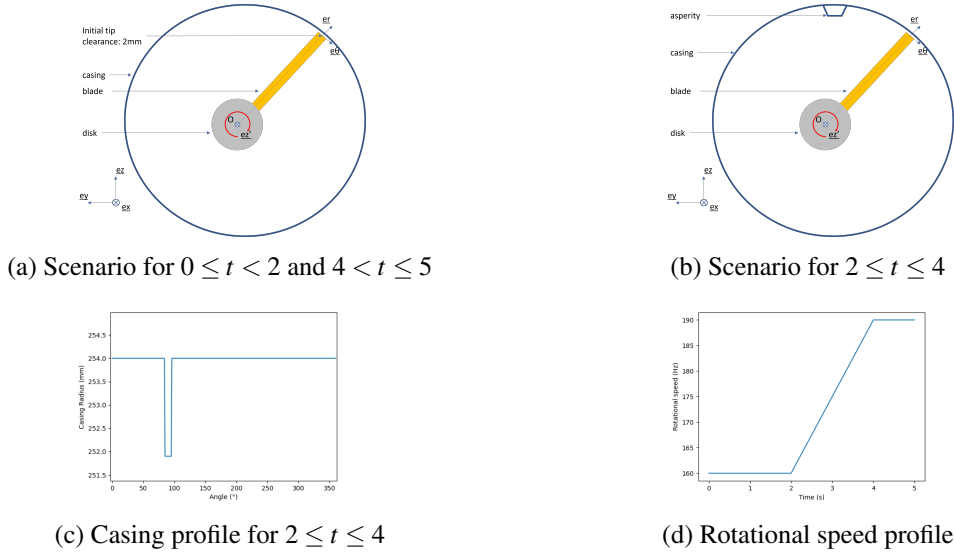 Initial tip
clearance: 2mm
er
eθ
casing
blade
O
disk
ez
ez
ey
ex
(a) Scenario for 0 ≤ t < 2 and 4 < t ≤ 5
asperity
er
eθ
casing
blade
O
disk
ez
ez
ey
ex
(b) Scenario for 2 ≤ t ≤ 4
254.5
254.0
253.5
253.0
252.5
252.0
251.5
Casing Radius (mm)
0 50 100 150 200 250 300 350
Angle (°)
(c) Casing profile for 2 ≤ t ≤ 4
190
185
180
175
170
165
160
Rotational speed (Hz)
0 1 2 3 4 5
Time (s)
(d) Rotational speed profile